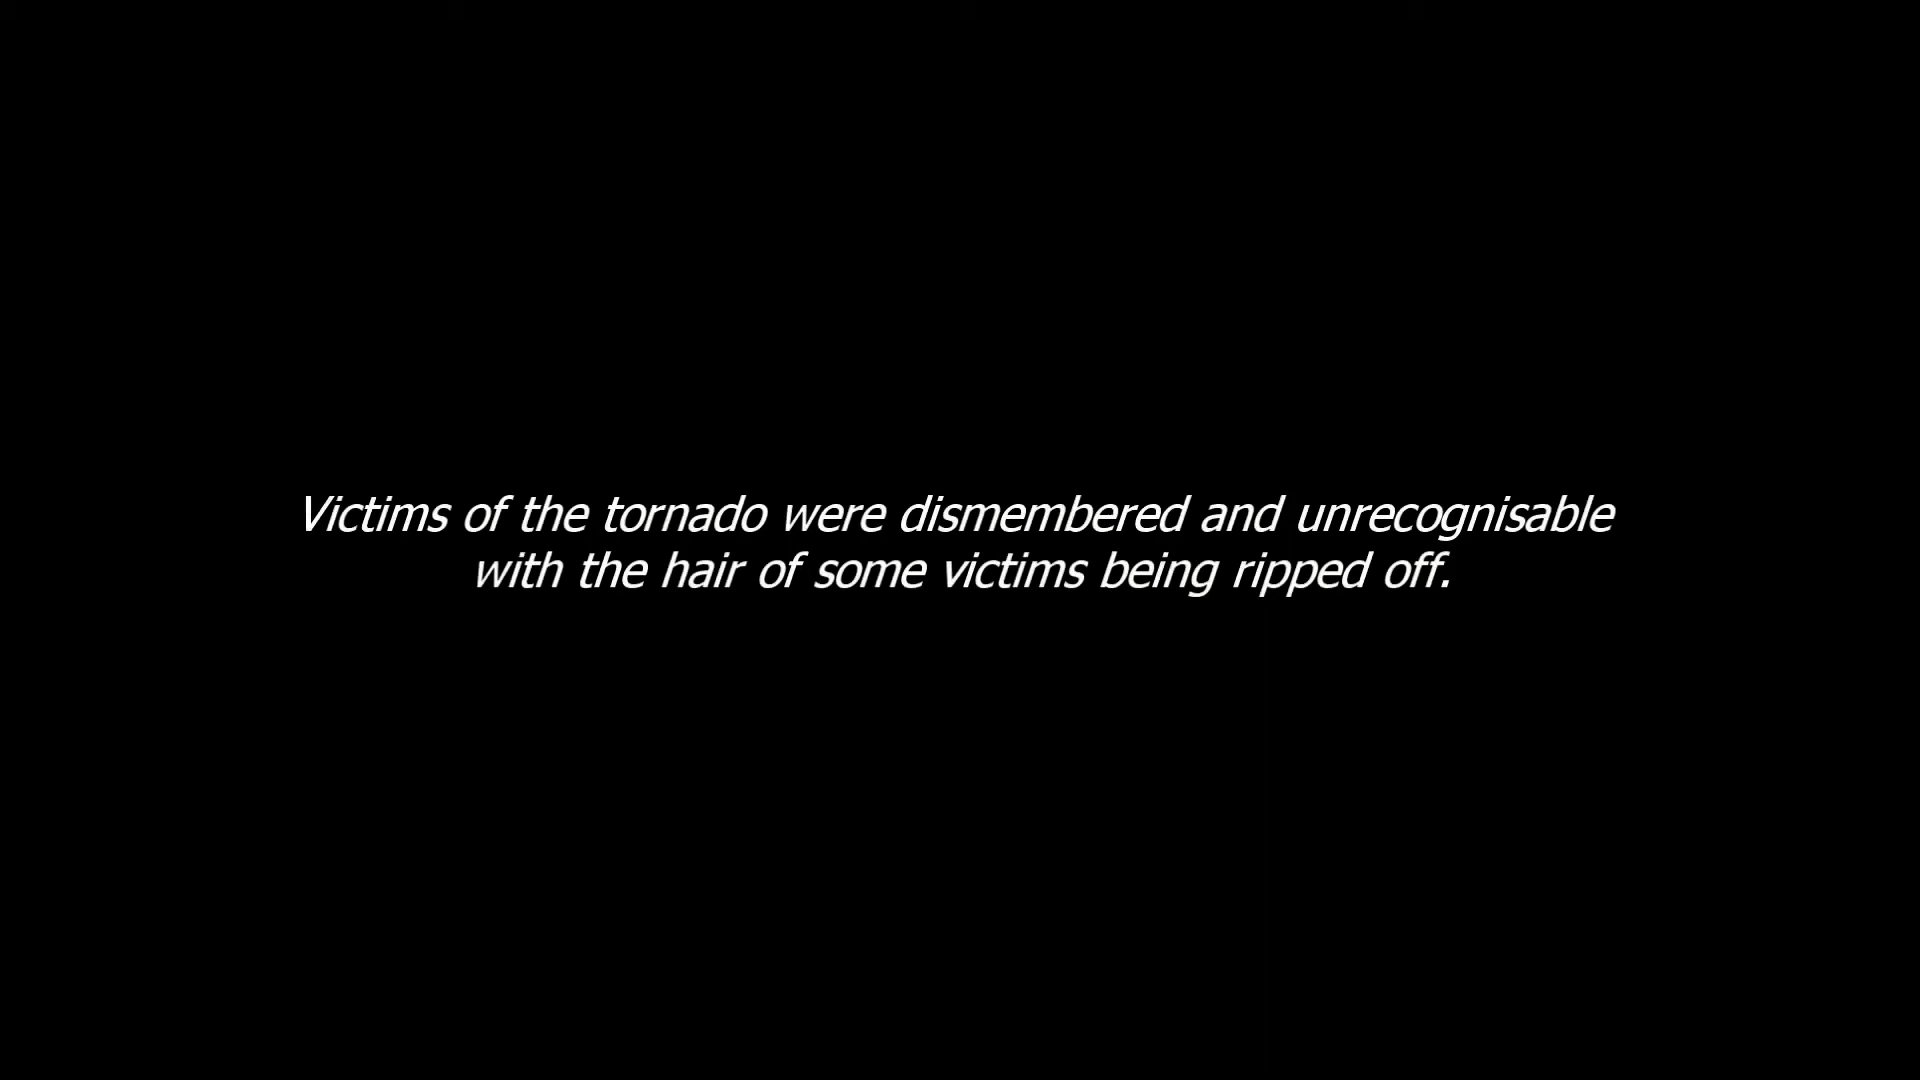 Victims of the tornado were dismembered and unrecognisable
with the hair of some victims being ripped off.